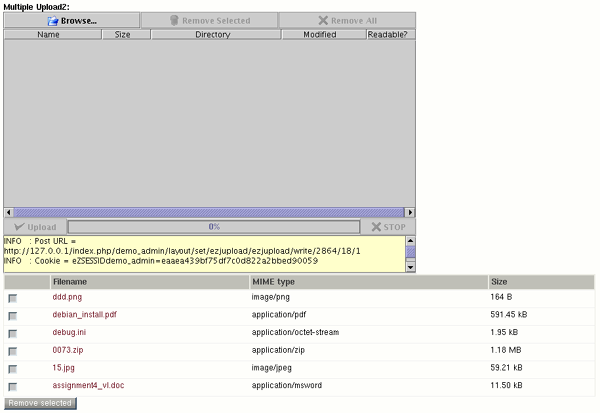 Multiple Upload2:
Browse... Remove Selected Remove All
Name Size Directory Modified Readable?
Upload 0% STOP
INFO : Post URL =
http://127.0.0.1/index.php/demo_admin/layout/set/ezjupload/ezjupload/write/2864/18/1
INFO : Cookie = eZSESSIDdemo_admin=eaaea439bf75df7c0d822a2bbed90059
Filename MIME type Size
ddd.png image/png 164 B
debian_install.pdf application/pdf 591.45 kB
debug.ini application/octet-stream 1.95 kB
0073.zip application/zip 1.18 MB
15.jpg image/jpeg 59.21 kB
assignment4_vl.doc application/msword 11.50 kB
Remove selected